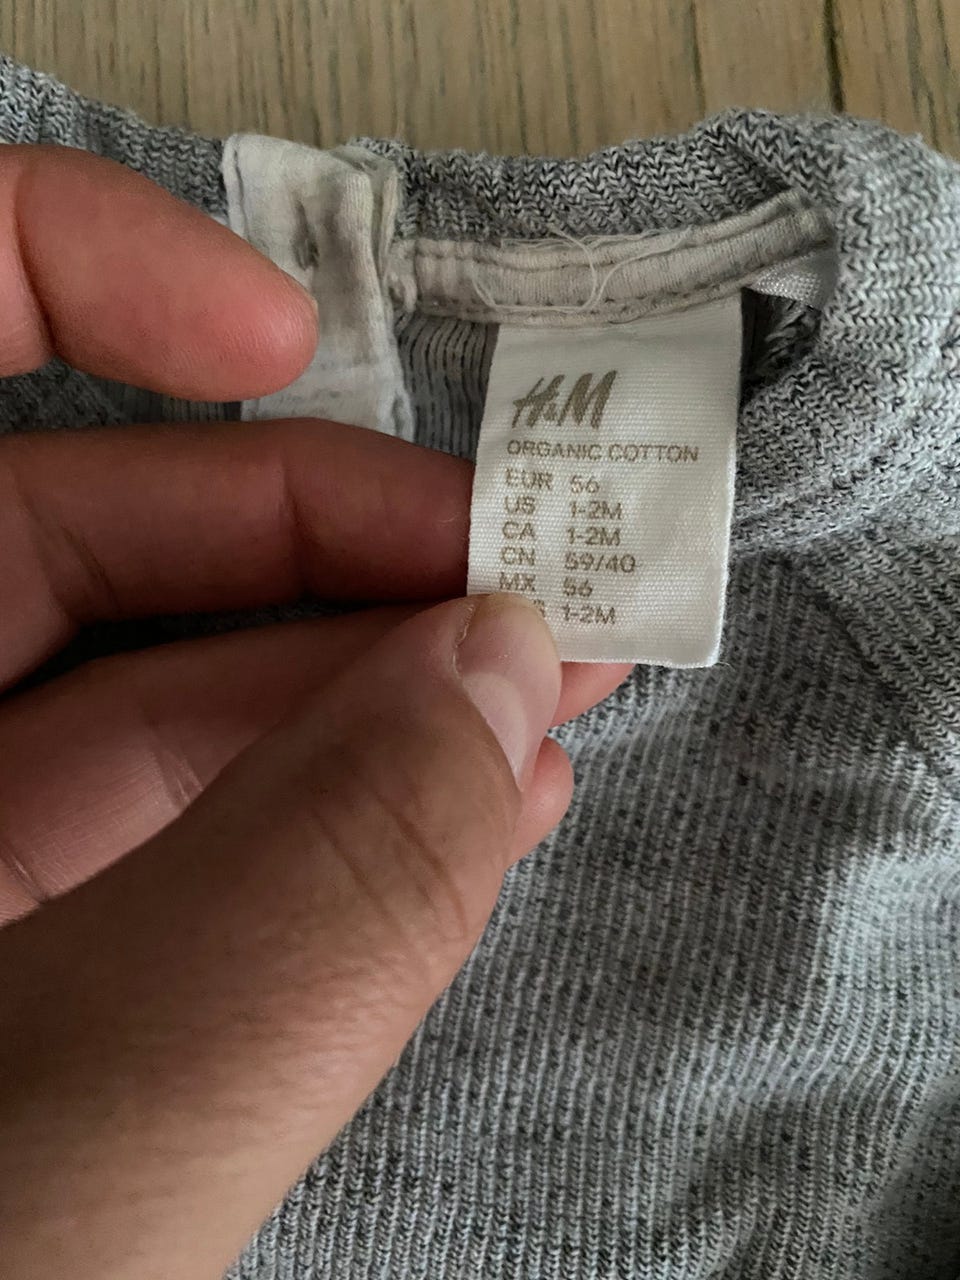 H&M
ORGANIC COTTON
EUR 56
US 1-2M
CA 1-2M
CN 59/40
MX 56
1-2M